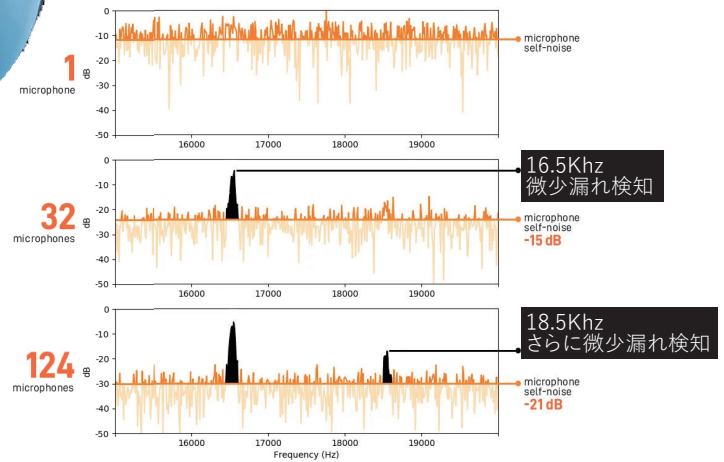 0
-10
-20
-30
-40
-50
dB
1
microphone
microphone
self-noise
16000
17000
18000
19000
0
-10
-20
-30
-40
-50
dB
32
microphones
16.5Khz
微少漏れ検知
microphone
self-noise
-15 dB
16000
17000
18000
19000
0
-10
-20
-30
-40
-50
dB
124
microphones
18.5Khz
さらに微少漏れ検知
microphone
self-noise
-21 dB
16000
17000
18000
19000
Frequency (Hz)